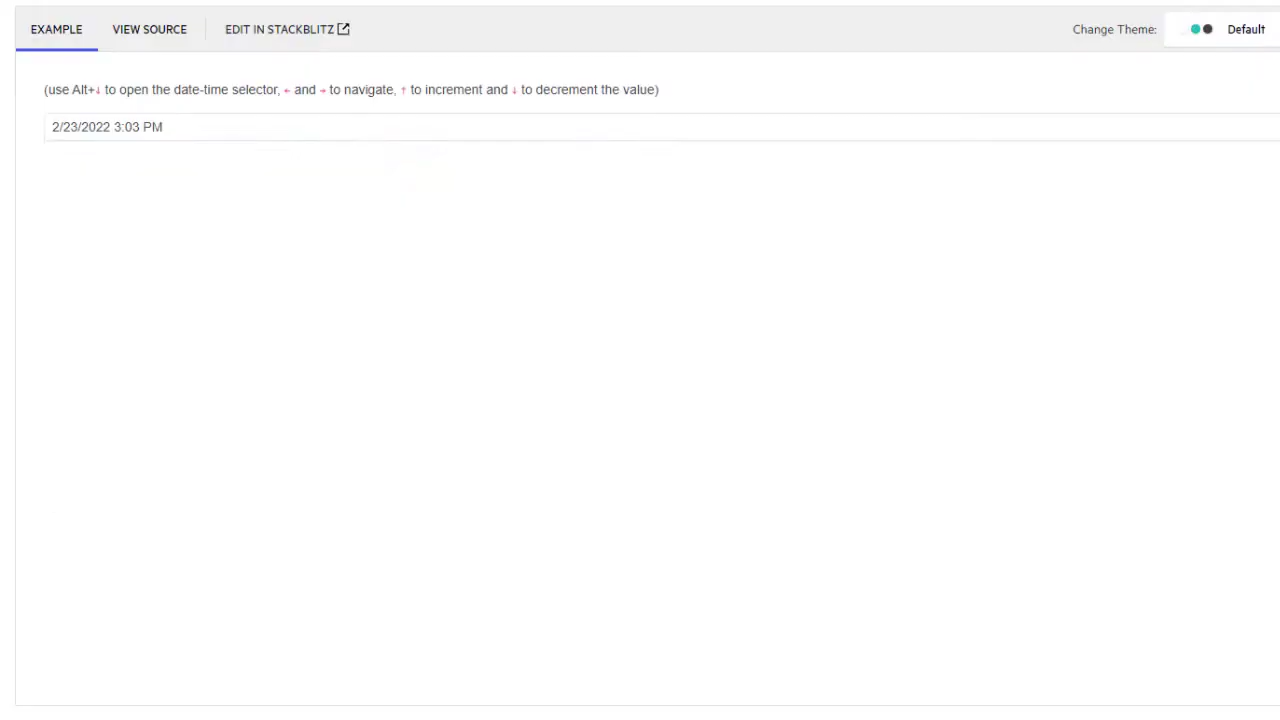 EXAMPLE VIEW SOURCE EDIT IN STACKBLITZ Change Theme: Default
(use Alt+↓ to open the date-time selector, ← and → to navigate, ↑ to increment and ↓ to decrement the value)
2/23/2022 3:03 PM